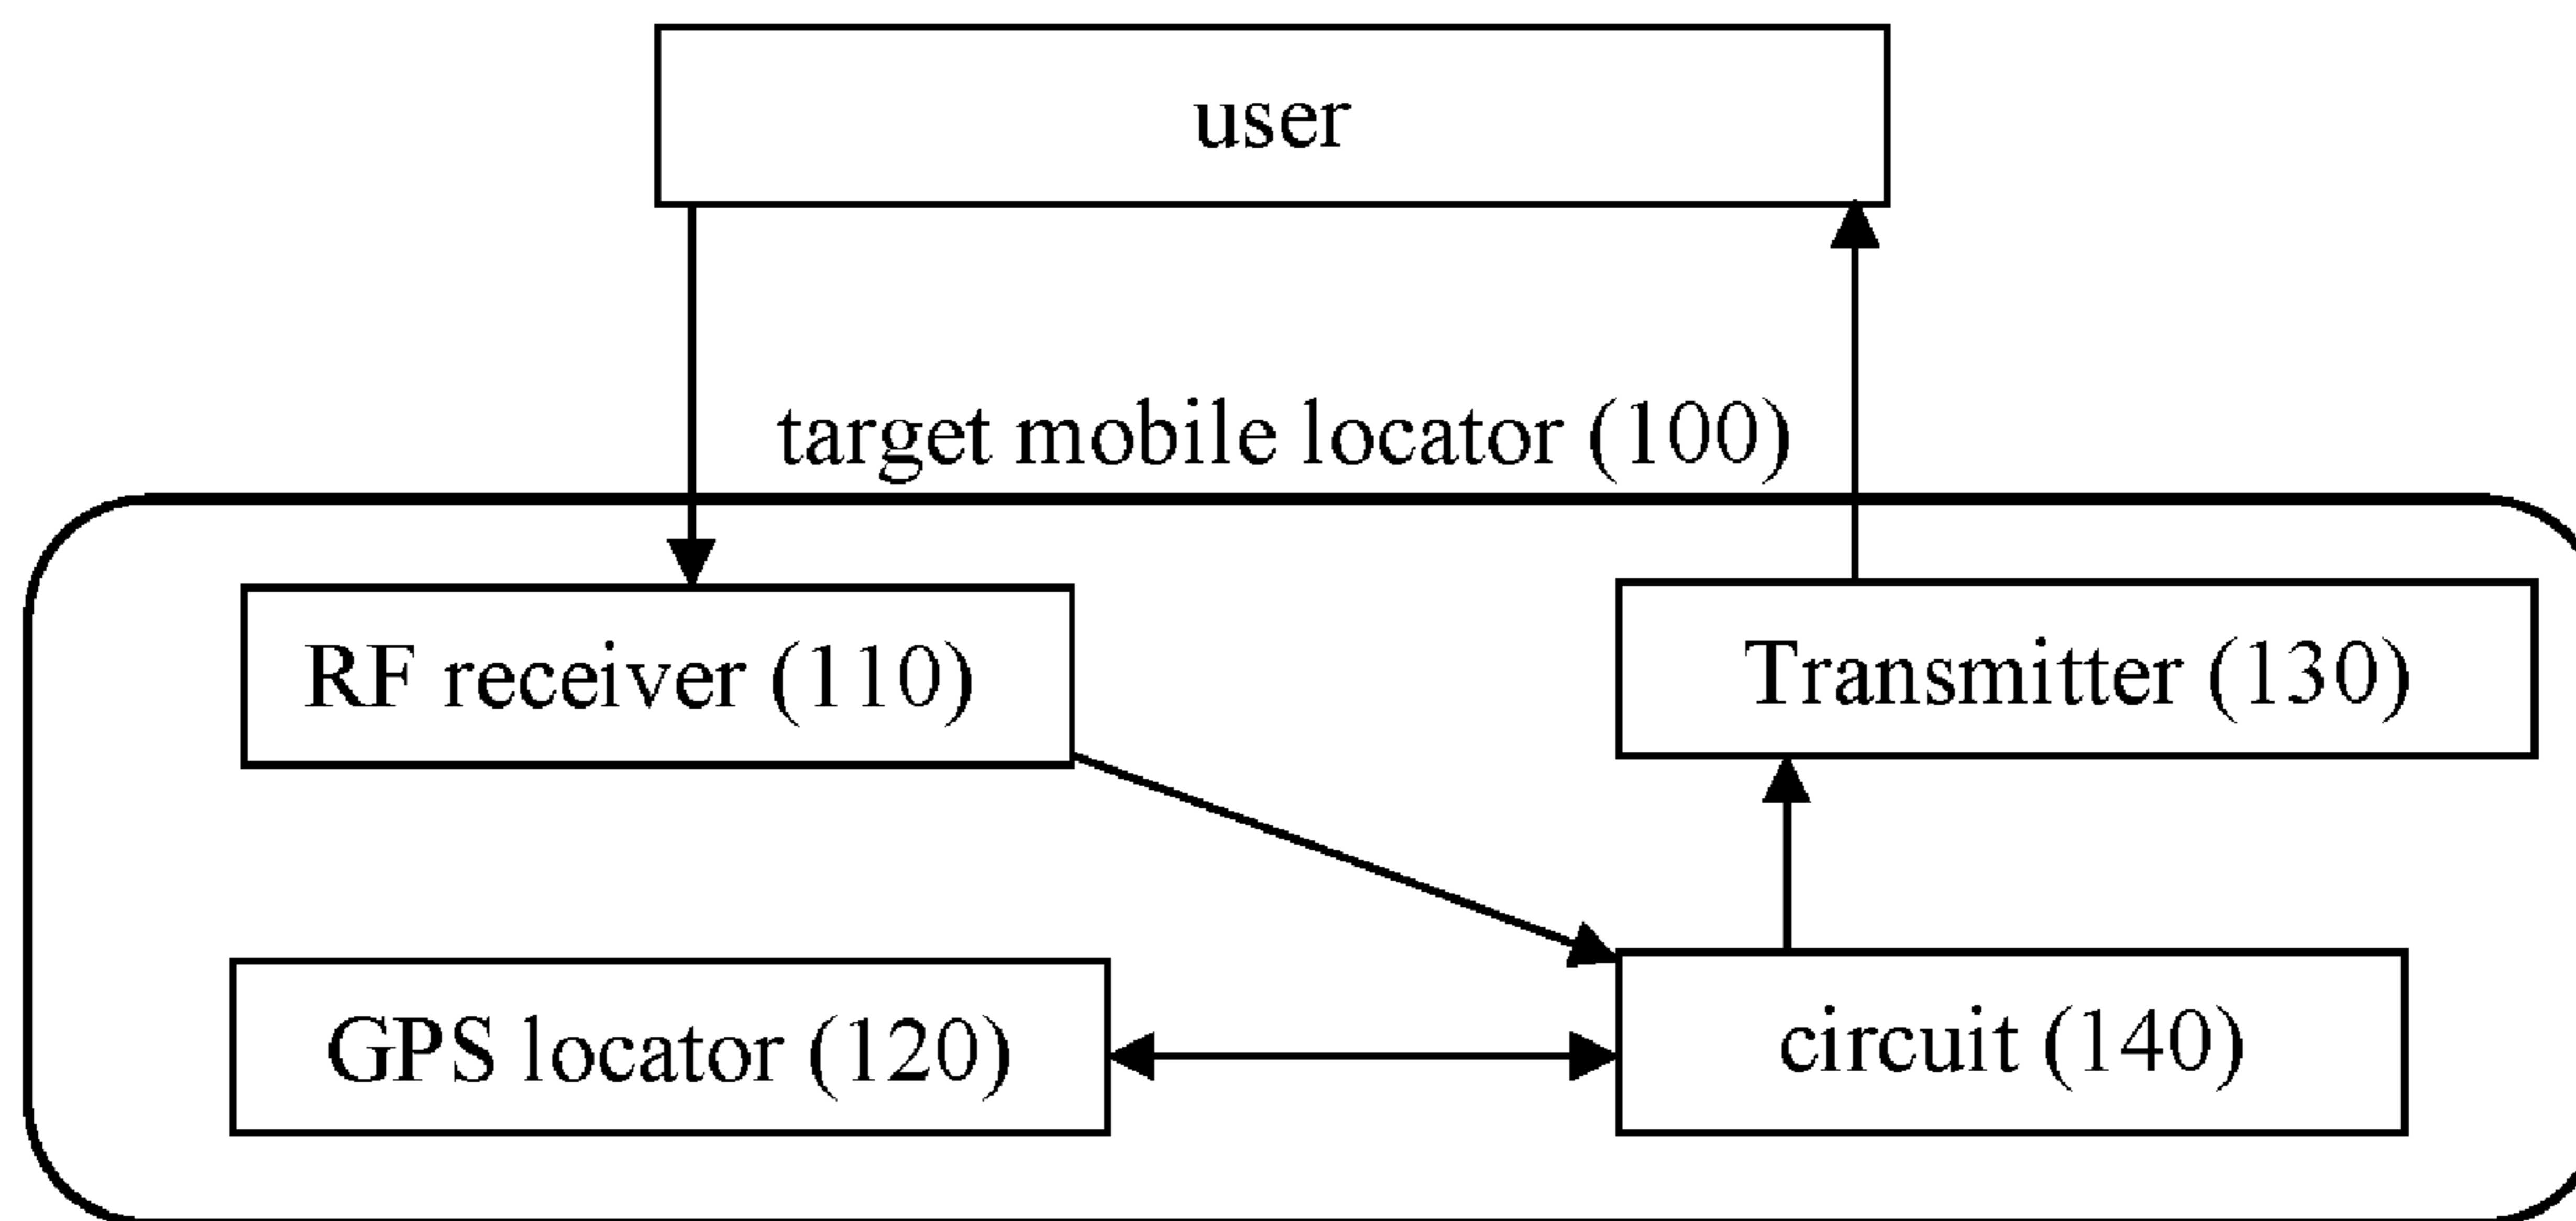 user
target mobile locator (100)
RF receiver (110)
Transmitter (130)
GPS locator (120)
circuit (140)